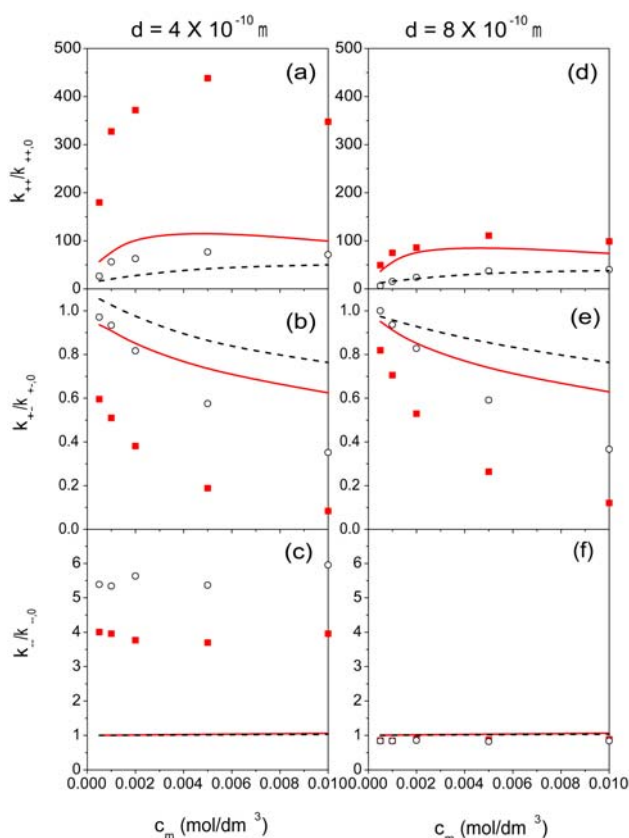 d = 4 X 10⁻¹⁰ m
d = 8 X 10⁻¹⁰ m
500
400
300
200
100
0
k₊₊/k₊₊,₀
(a)
(d)
1.0
0.8
0.6
0.4
0.2
0.0
k₊₋/k₊₋,₀
(b)
(e)
6
5
4
3
2
1
0
k₋₋/k₋₋,₀
(c)
(f)
0.000 0.002 0.004 0.006 0.008 0.0100.000 0.002 0.004 0.006 0.008 0.010
cₘ (mol/dm ³)
cₘ (mol/dm ³)